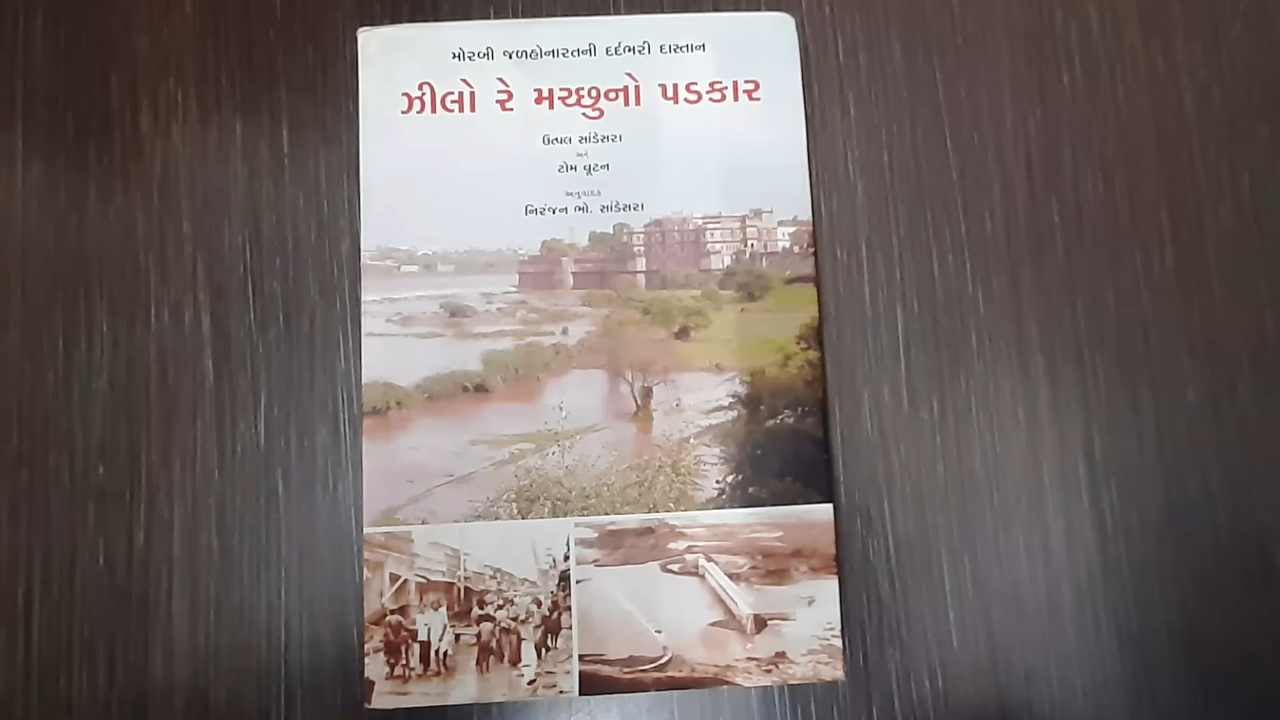 મોરબી જળહોનારતની દર્દભરી દાસ્તાન
ઝીલો રે મચ્છુનો પડકાર
ઉત્પલ સાંડેસરા
અને
ટોમ વૂટન
અનુવાદક
નિરંજન ભો. સાંડેસરા